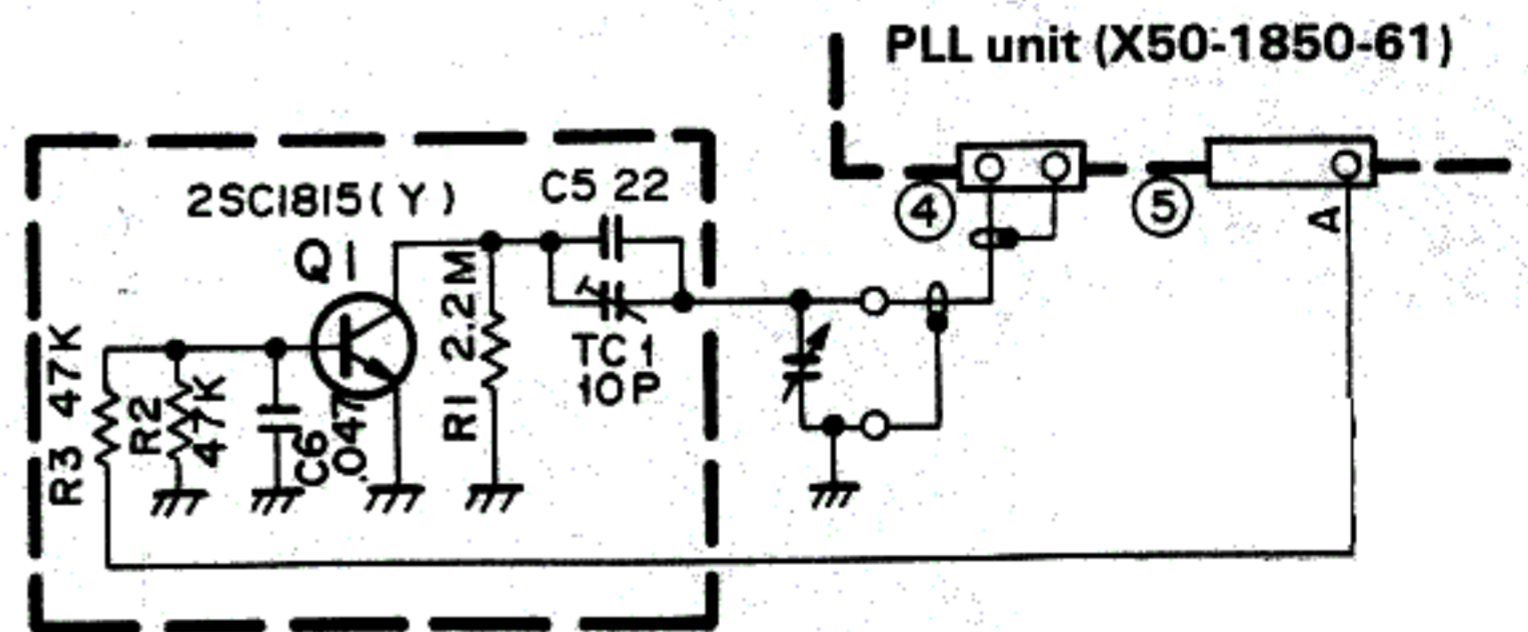 PLL unit (X50-1850-61)
2SC1815(Y)
C5 22
Q1
4
5
A
R1 2.2M
TC1
10P
R3 47K
R2
47K
C6
.047